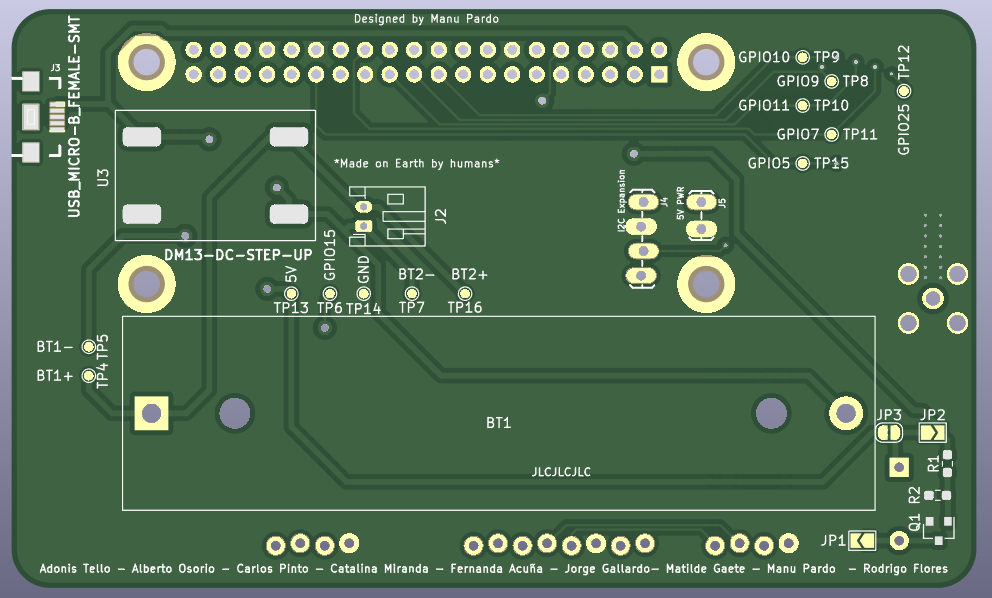 Designed by Manu Pardo
J3
USB_MICRO-B_FEMALE-SMT
GPIO10 TP9
GPIO9 TP8
GPIO11 TP10
GPIO7 TP11
GPIO5 TP15
TP12
GPIO25
*Made on Earth by humans*
U3
DM13-DC-STEP-UP
J2
I2C Expansion
J4
5V PWR
J5
5V
GPIO15
GND
BT2-
BT2+
TP13
TP6
TP14
TP7
TP16
BT1- TP5
BT1+ TP4
BT1
JLCJLCJLC
JP3
JP2
R1
R2
Q1
JP1
Adonis Tello - Alberto Osorio - Carlos Pinto - Catalina Miranda - Fernanda Acuña - Jorge Gallardo- Matilde Gaete - Manu Pardo - Rodrigo Flores